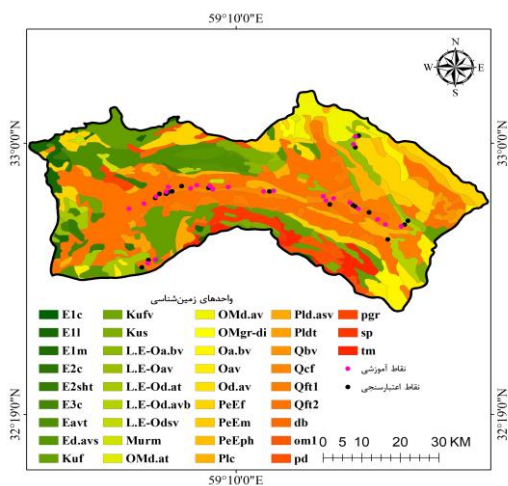 59°10'0"E
N
W E
S
33°0'0"N
33°0'0"N
واحدهای زمین‌شناسی
E1c Kufv OMd.av Pld.asv pgr
E1l Kus OMgr-di Pldt sp
E1m L.E-Oa.bv Oa.bv Qbv tm
E2c L.E-Oav Oav Qcf نقاط آموزشی
E2sht L.E-Od.at Od.av Qft1 نقاط اعتبارسنجی
E3c L.E-Od.avb PeEf Qft2
Eavt L.E-Odsv PeEm db
Ed.avs Murm PeEph om1
Kuf OMd.at Plc pd
0 5 10 20 30 KM
32°19'0"N
32°19'0"N
59°10'0"E